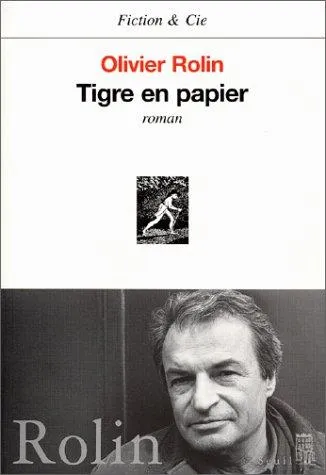 Fiction & Cie
Olivier Rolin
Tigre en papier
roman
Rolin
Seuil